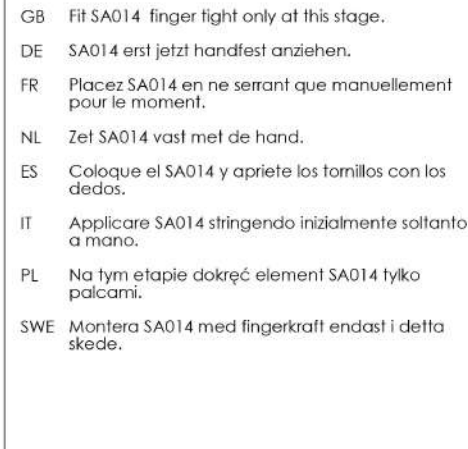 GB Fit SA014 finger tight only at this stage.
DE SA014 erst jetzt handfest anziehen.
FR Placez SA014 en ne serrant que manuellement
pour le moment.
NL Zet SA014 vast met de hand.
ES Coloque el SA014 y apriete los tornillos con los
dedos.
IT Applicare SA014 stringendo inizialmente soltanto
a mano.
PL Na tym etapie dokręć element SA014 tylko
palcami.
SWE Montera SA014 med fingerkraft endast i detta
skede.